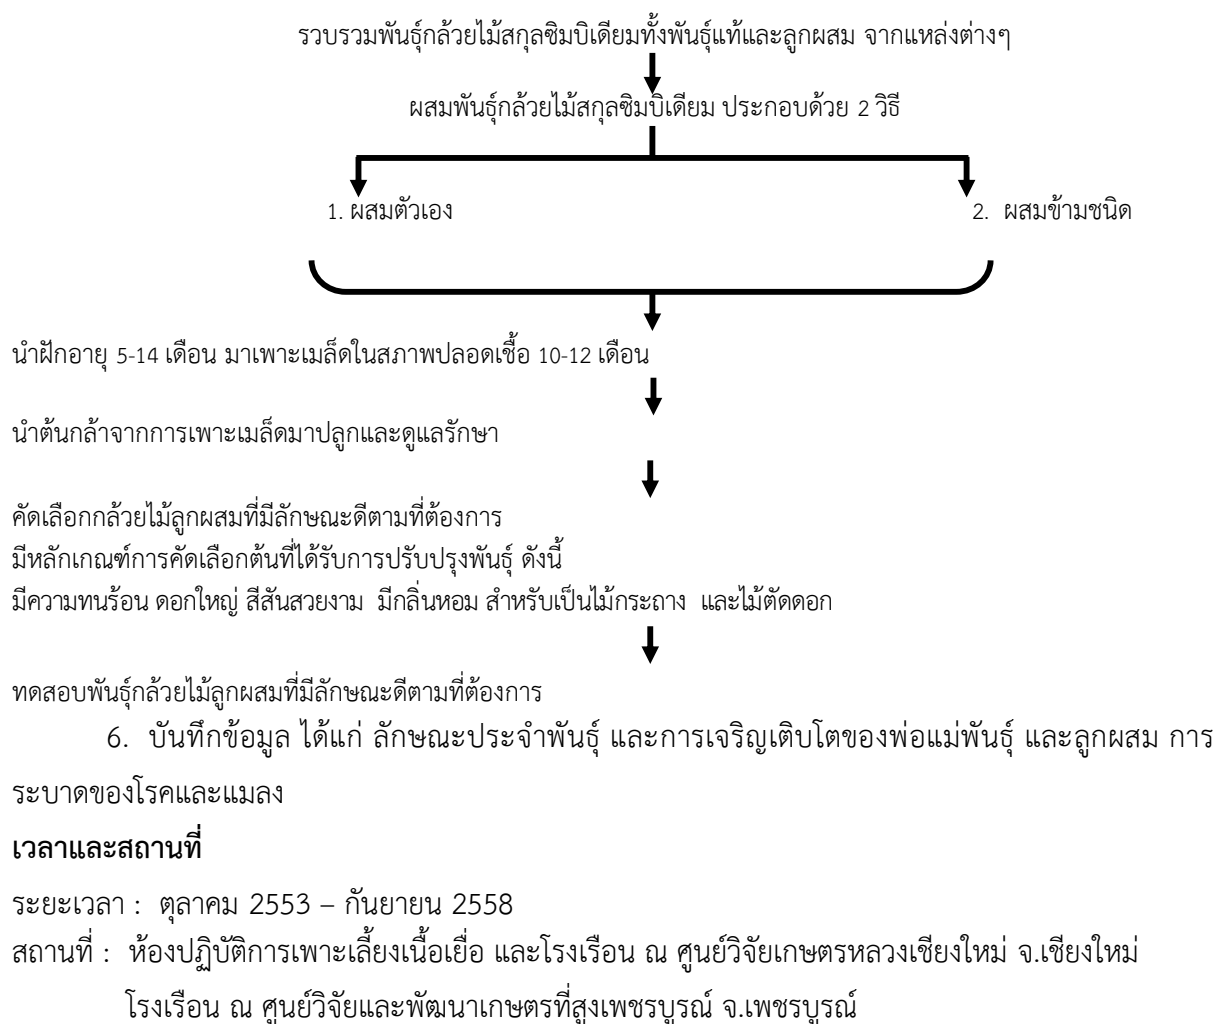 รวบรวมพันธุ์กล้วยไม้สกุลซิมบิเดียมทั้งพันธุ์แท้และลูกผสม จากแหล่งต่างๆ
ผสมพันธุ์กล้วยไม้สกุลซิมบิเดียม ประกอบด้วย 2 วิธี
1. ผสมตัวเอง
2. ผสมข้ามชนิด
นำฝักอายุ 5-14 เดือน มาเพาะเมล็ดในสภาพปลอดเชื้อ 10-12 เดือน
นำต้นกล้าจากการเพาะเมล็ดมาปลูกและดูแลรักษา
คัดเลือกกล้วยไม้ลูกผสมที่มีลักษณะดีตามที่ต้องการ
มีหลักเกณฑ์การคัดเลือกต้นที่ได้รับการปรับปรุงพันธุ์ ดังนี้
มีความทนร้อน ดอกใหญ่ สีสันสวยงาม มีกลิ่นหอม สำหรับเป็นไม้กระถาง และไม้ตัดดอก
ทดสอบพันธุ์กล้วยไม้ลูกผสมที่มีลักษณะดีตามที่ต้องการ
6. บันทึกข้อมูล ได้แก่ ลักษณะประจำพันธุ์ และการเจริญเติบโตของพ่อแม่พันธุ์ และลูกผสม การ
ระบาดของโรคและแมลง
เวลาและสถานที่
ระยะเวลา : ตุลาคม 2553 – กันยายน 2558
สถานที่ : ห้องปฏิบัติการเพาะเลี้ยงเนื้อเยื่อ และโรงเรือน ณ ศูนย์วิจัยเกษตรหลวงเชียงใหม่ จ.เชียงใหม่
โรงเรือน ณ ศูนย์วิจัยและพัฒนาเกษตรที่สูงเพชรบูรณ์ จ.เพชรบูรณ์